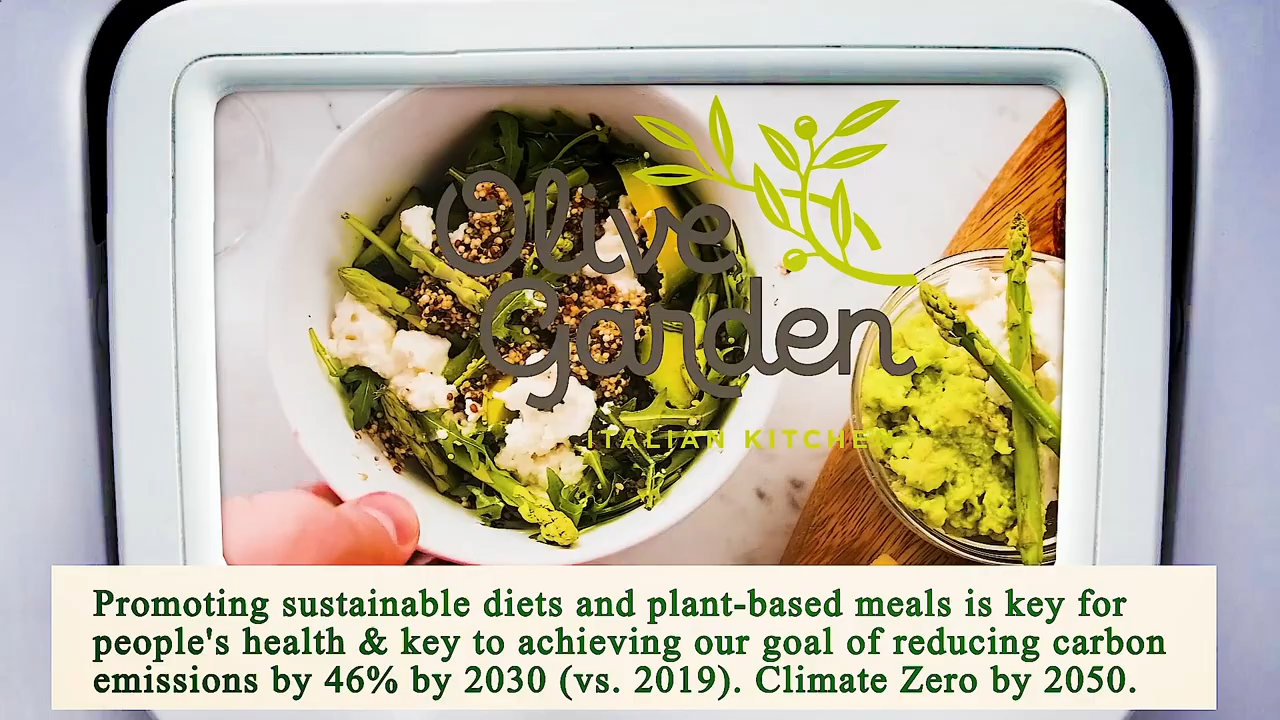 Olive
Garden
ITALIAN KITCHEN
Promoting sustainable diets and plant-based meals is key for
people's health & key to achieving our goal of reducing carbon
emissions by 46% by 2030 (vs. 2019). Climate Zero by 2050.